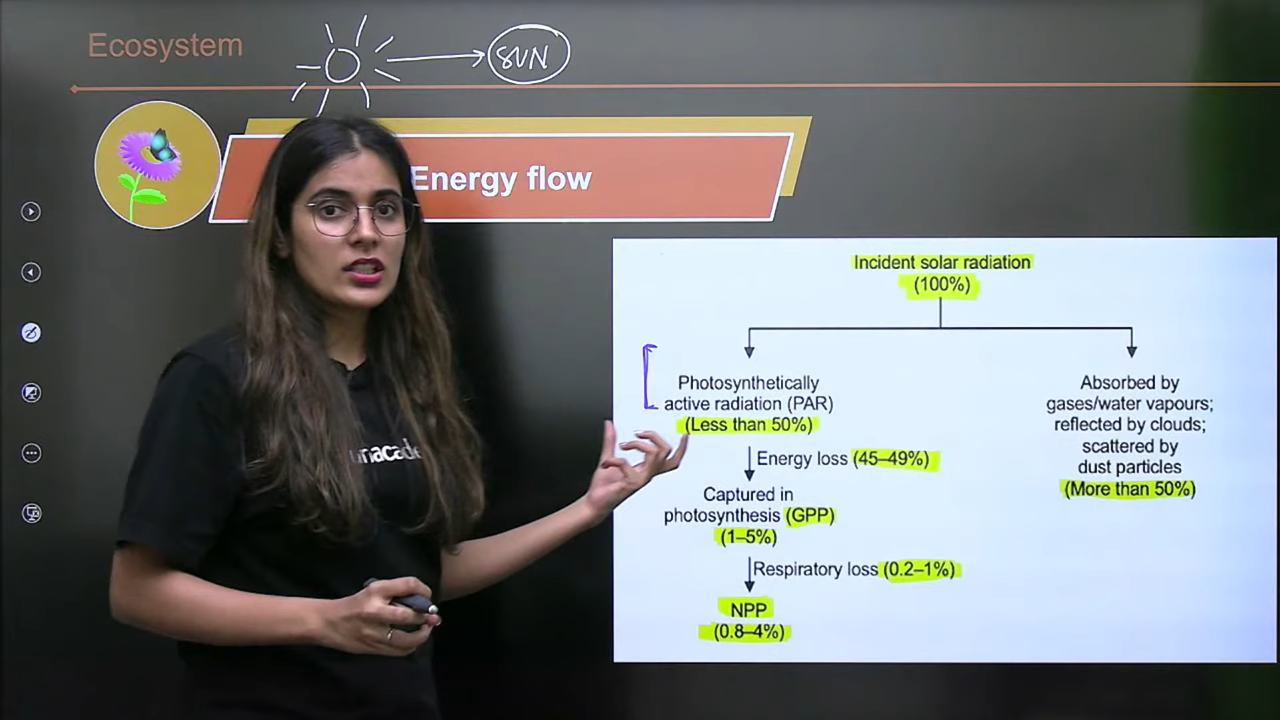 Ecosystem
SUN
Energy flow
Incident solar radiation
(100%)
Photosynthetically
active radiation (PAR)
(Less than 50%)
Absorbed by
gases/water vapours;
reflected by clouds;
scattered by
dust particles
(More than 50%)
Energy loss (45–49%)
Captured in
photosynthesis (GPP)
(1–5%)
Respiratory loss (0.2–1%)
NPP
(0.8–4%)
unacade